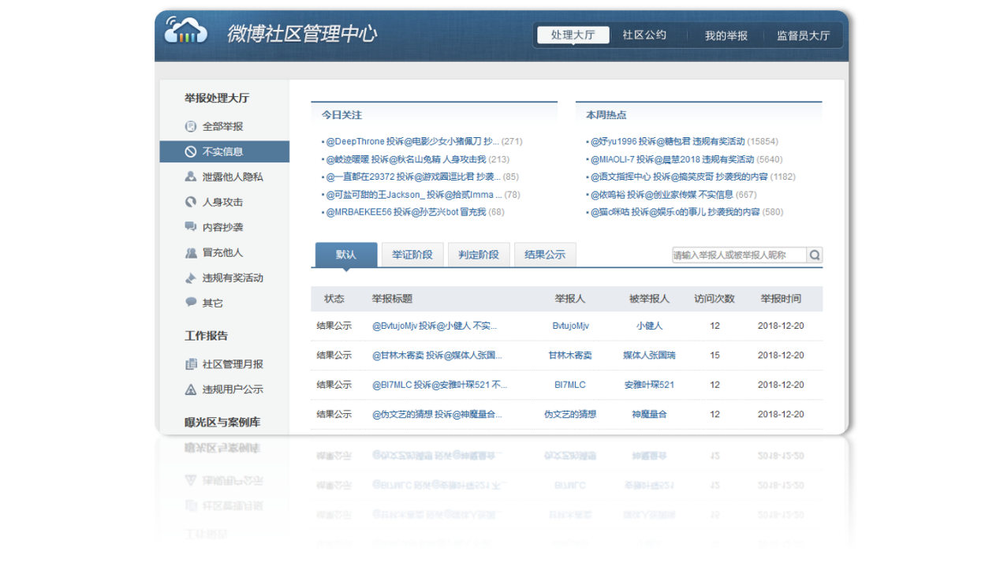 微博社区管理中心
处理大厅 社区公约 我的举报 监督员大厅
举报处理大厅
全部举报
不实信息
泄露他人隐私
人身攻击
内容抄袭
冒充他人
违规有奖活动
其它
工作报告
社区管理月报
违规用户公示
曝光区与案例库
今日关注
@DeepThrone 投诉@电影少女小猪佩刀 抄... (271)
@岐迹暖暖 投诉@秋名山兔精 人身攻击我 (213)
@一直都在29372 投诉@游戏圆逗比君 抄袭... (85)
@可盐可甜的王Jackson_ 投诉@拾贰Imma ... (78)
@MRBAEKEE56 投诉@孙艺兴bot 冒充我 (68)
本周热点
@妤yu1996 投诉@糖包君 违规有奖活动 (15854)
@MIAOLI-7 投诉@晨慧2018 违规有奖活动 (5640)
@语文指挥中心 投诉@搞笑皮哥 抄袭我的内容 (1182)
@依鸣裕 投诉@创业家传媒 不实信息 (667)
@猫c咪咕 投诉@娱乐o的事儿 抄袭我的内容 (580)
默认 举证阶段 判定阶段 结果公示 请输入举报人或被举报人昵称
状态 举报标题 举报人 被举报人 访问次数 举报时间
结果公示 @BvtujoMjv 投诉@小健人 不实... BvtujoMjv 小健人 12 2018-12-20
结果公示 @甘林木寄卖 投诉@媒体人张国... 甘林木寄卖 媒体人张国瑞 15 2018-12-20
结果公示 @BI7MLC 投诉@安雅叶琛521 不... BI7MLC 安雅叶琛521 12 2018-12-20
结果公示 @伪文艺的猜想 投诉@神魔量合... 伪文艺的猜想 神魔量合 12 2018-12-20